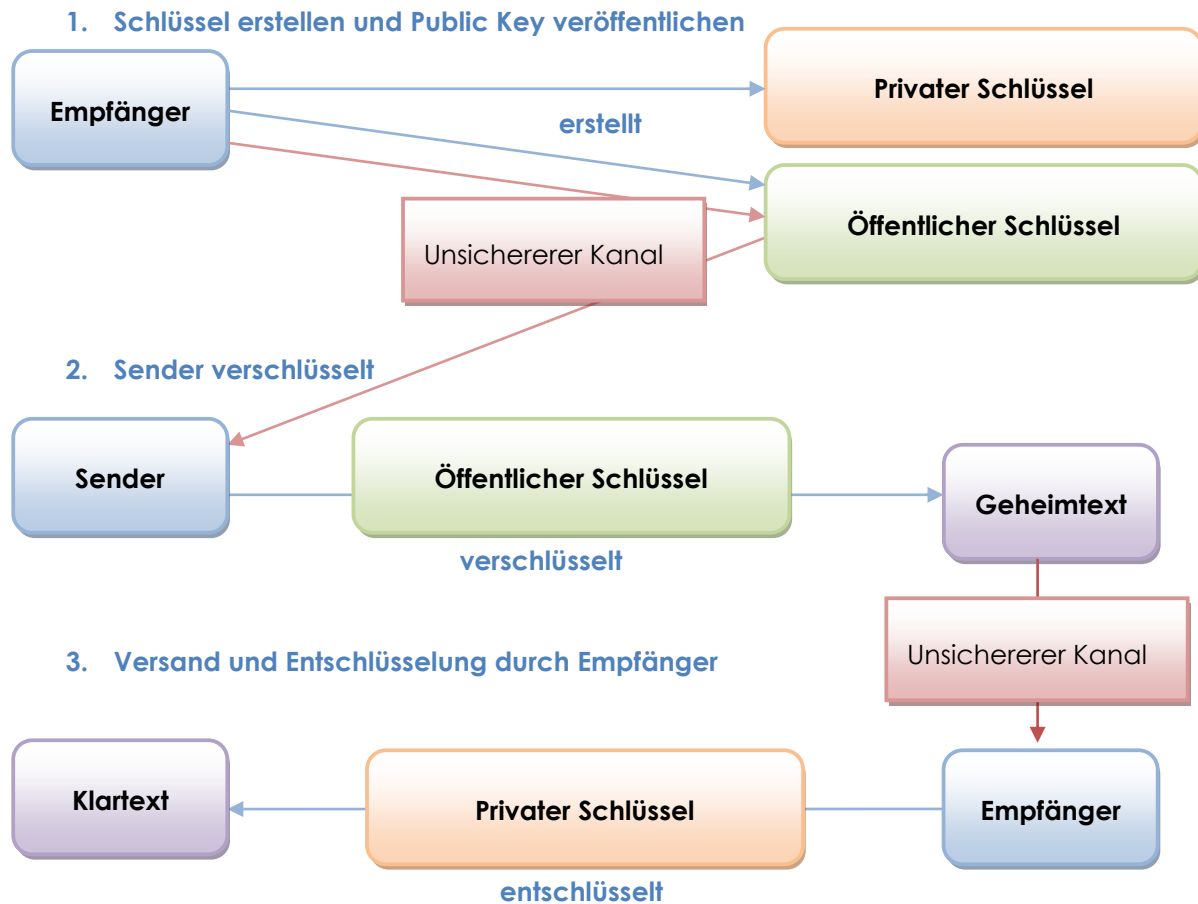 1. Schlüssel erstellen und Public Key veröffentlichen
Empfänger
Privater Schlüssel
erstellt
Öffentlicher Schlüssel
Unsichererer Kanal
2. Sender verschlüsselt
Sender
Öffentlicher Schlüssel
Geheimtext
verschlüsselt
Unsichererer Kanal
3. Versand und Entschlüsselung durch Empfänger
Klartext
Privater Schlüssel
Empfänger
entschlüsselt